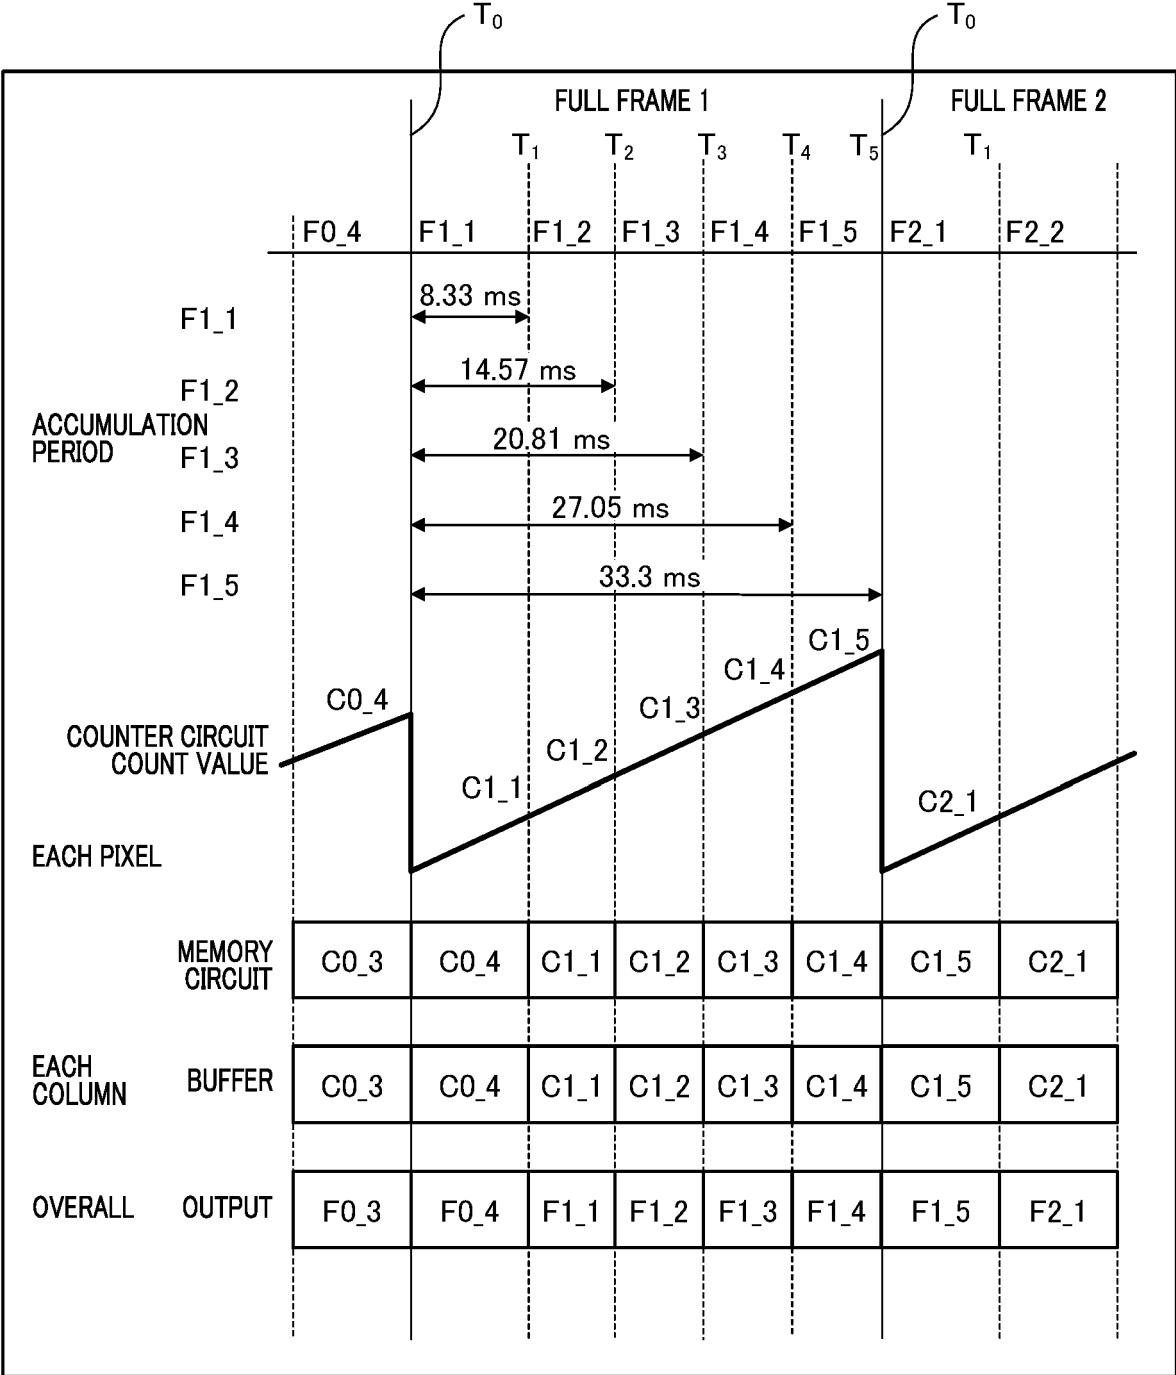 T0 T0
FULL FRAME 1 FULL FRAME 2
T1 T2 T3 T4 T5 T1
F0_4 F1_1 F1_2 F1_3 F1_4 F1_5 F2_1 F2_2
F1_1 8.33 ms
F1_2 14.57 ms
ACCUMULATION
PERIOD
F1_3 20.81 ms
F1_4 27.05 ms
F1_5 33.3 ms
C0_4 C1_1 C1_2 C1_3 C1_4 C1_5 C2_1
COUNTER CIRCUIT
COUNT VALUE
EACH PIXEL
MEMORY
CIRCUIT
C0_3 C0_4 C1_1 C1_2 C1_3 C1_4 C1_5 C2_1
EACH
COLUMN
BUFFER C0_3 C0_4 C1_1 C1_2 C1_3 C1_4 C1_5 C2_1
OVERALL OUTPUT F0_3 F0_4 F1_1 F1_2 F1_3 F1_4 F1_5 F2_1